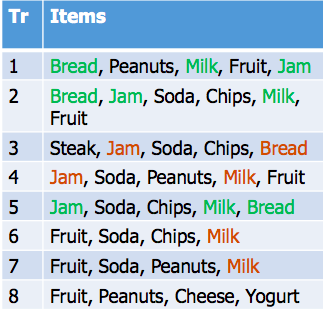 Tr Items
1 Bread, Peanuts, Milk, Fruit, Jam
2 Bread, Jam, Soda, Chips, Milk,
Fruit
3 Steak, Jam, Soda, Chips, Bread
4 Jam, Soda, Peanuts, Milk, Fruit
5 Jam, Soda, Chips, Milk, Bread
6 Fruit, Soda, Chips, Milk
7 Fruit, Soda, Peanuts, Milk
8 Fruit, Peanuts, Cheese, Yogurt